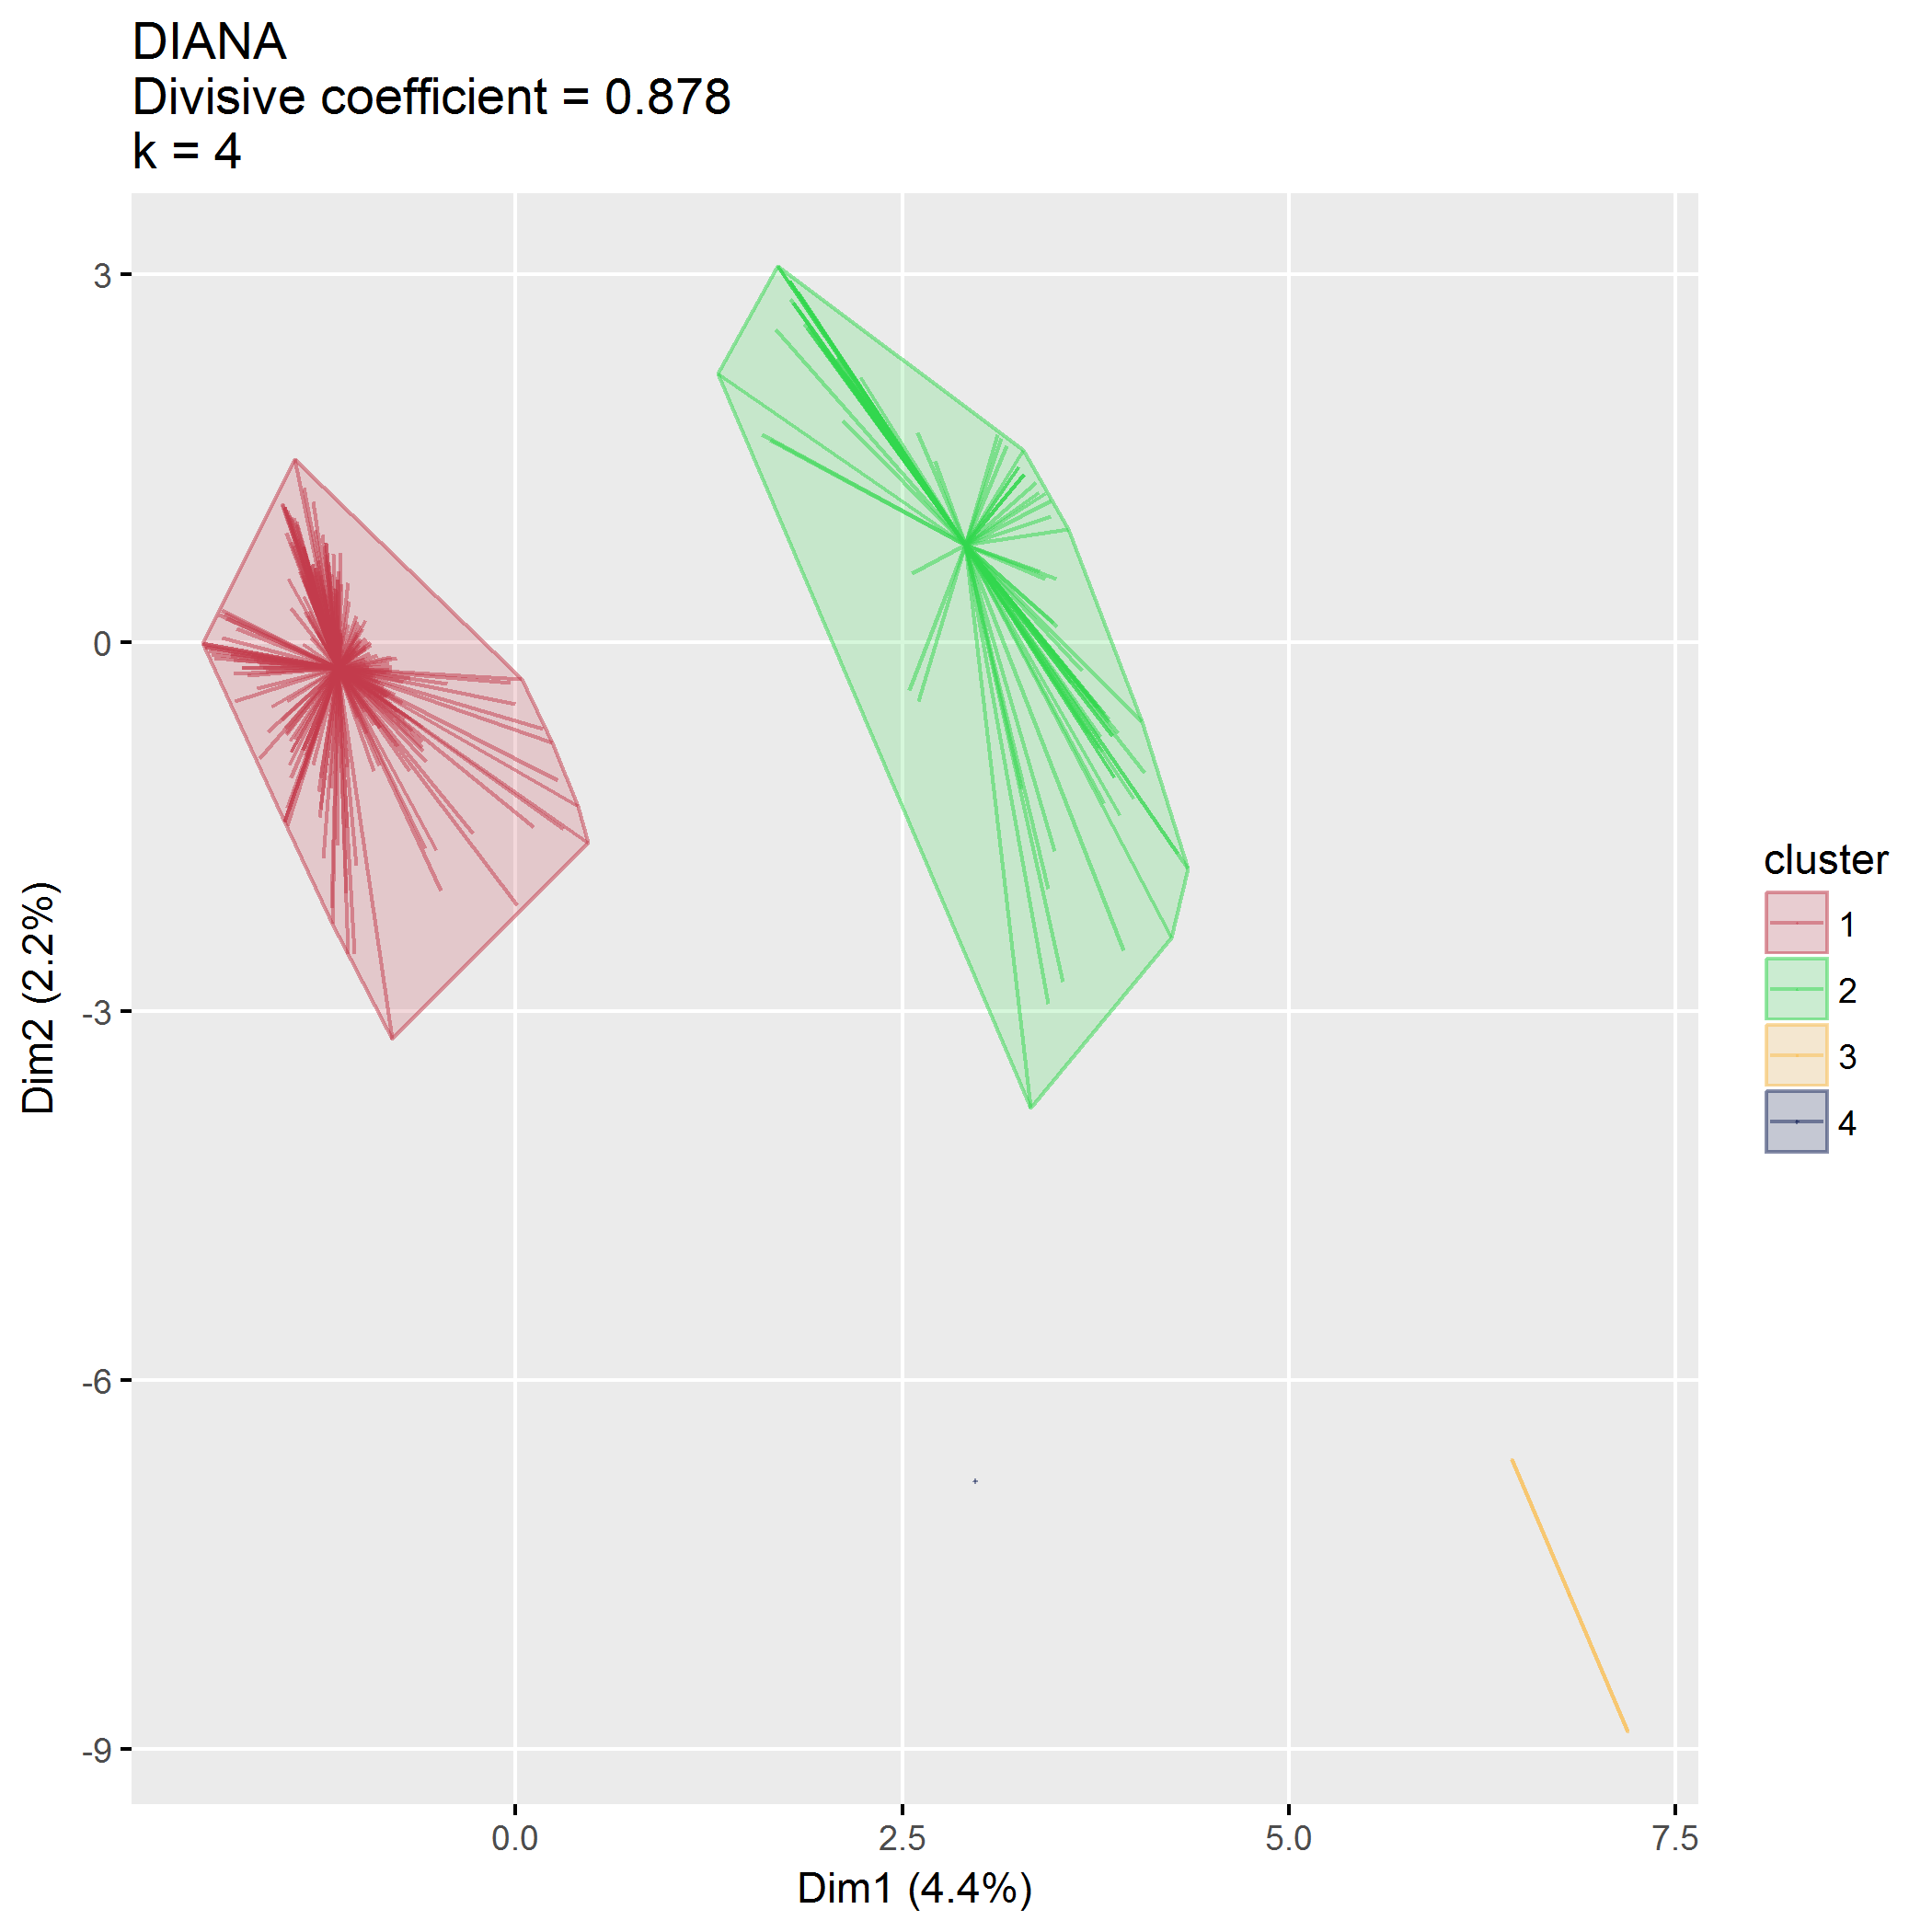 DIANA
Divisive coefficient = 0.878
k = 4
3
0
-3
-6
-9
Dim2 (2.2%)
0.0 2.5 5.0 7.5
Dim1 (4.4%)
cluster
1
2
3
4